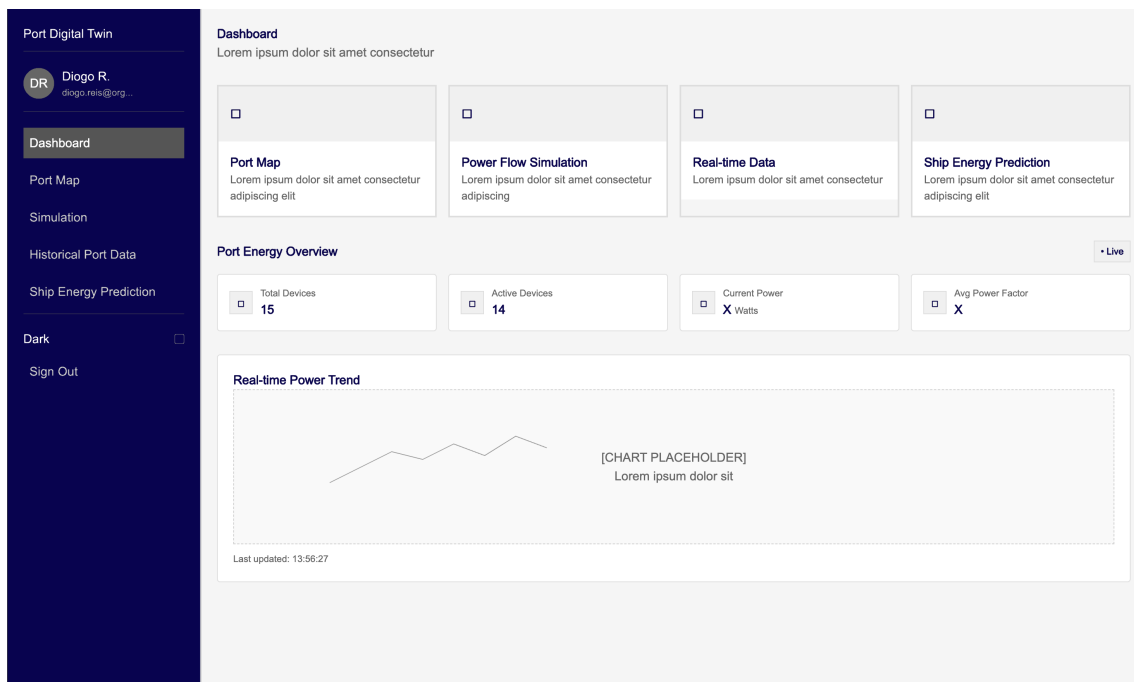 Port Digital Twin
DR
Diogo R.
diogo.reis@org...
Dashboard
Port Map
Simulation
Historical Port Data
Ship Energy Prediction
Dark
Sign Out
Dashboard
Lorem ipsum dolor sit amet consectetur
Port Map
Lorem ipsum dolor sit amet consectetur
adipiscing elit
Power Flow Simulation
Lorem ipsum dolor sit amet consectetur
adipiscing
Real-time Data
Lorem ipsum dolor sit amet consectetur
Ship Energy Prediction
Lorem ipsum dolor sit amet consectetur
adipiscing elit
Port Energy Overview
• Live
Total Devices
15
Active Devices
14
Current Power
X Watts
Avg Power Factor
X
Real-time Power Trend
[CHART PLACEHOLDER]
Lorem ipsum dolor sit
Last updated: 13:56:27